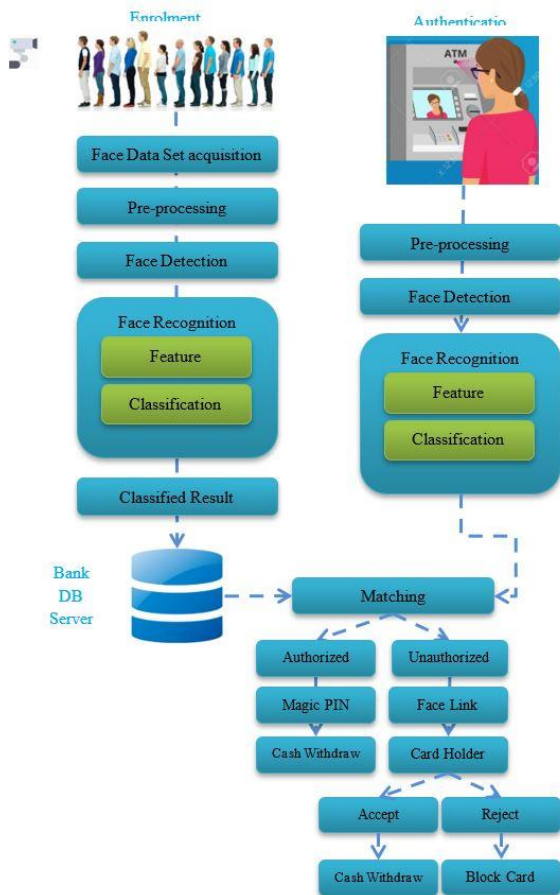 Enrolment
Face Data Set acquisition
Pre-processing
Face Detection
Face Recognition
Feature
Classification
Classified Result
Bank
DB
Server
Authenticatio
ATM
Pre-processing
Face Detection
Face Recognition
Feature
Classification
Matching
Authorized
Unauthorized
Magic PIN
Face Link
Cash Withdraw
Card Holder
Accept
Reject
Cash Withdraw
Block Card